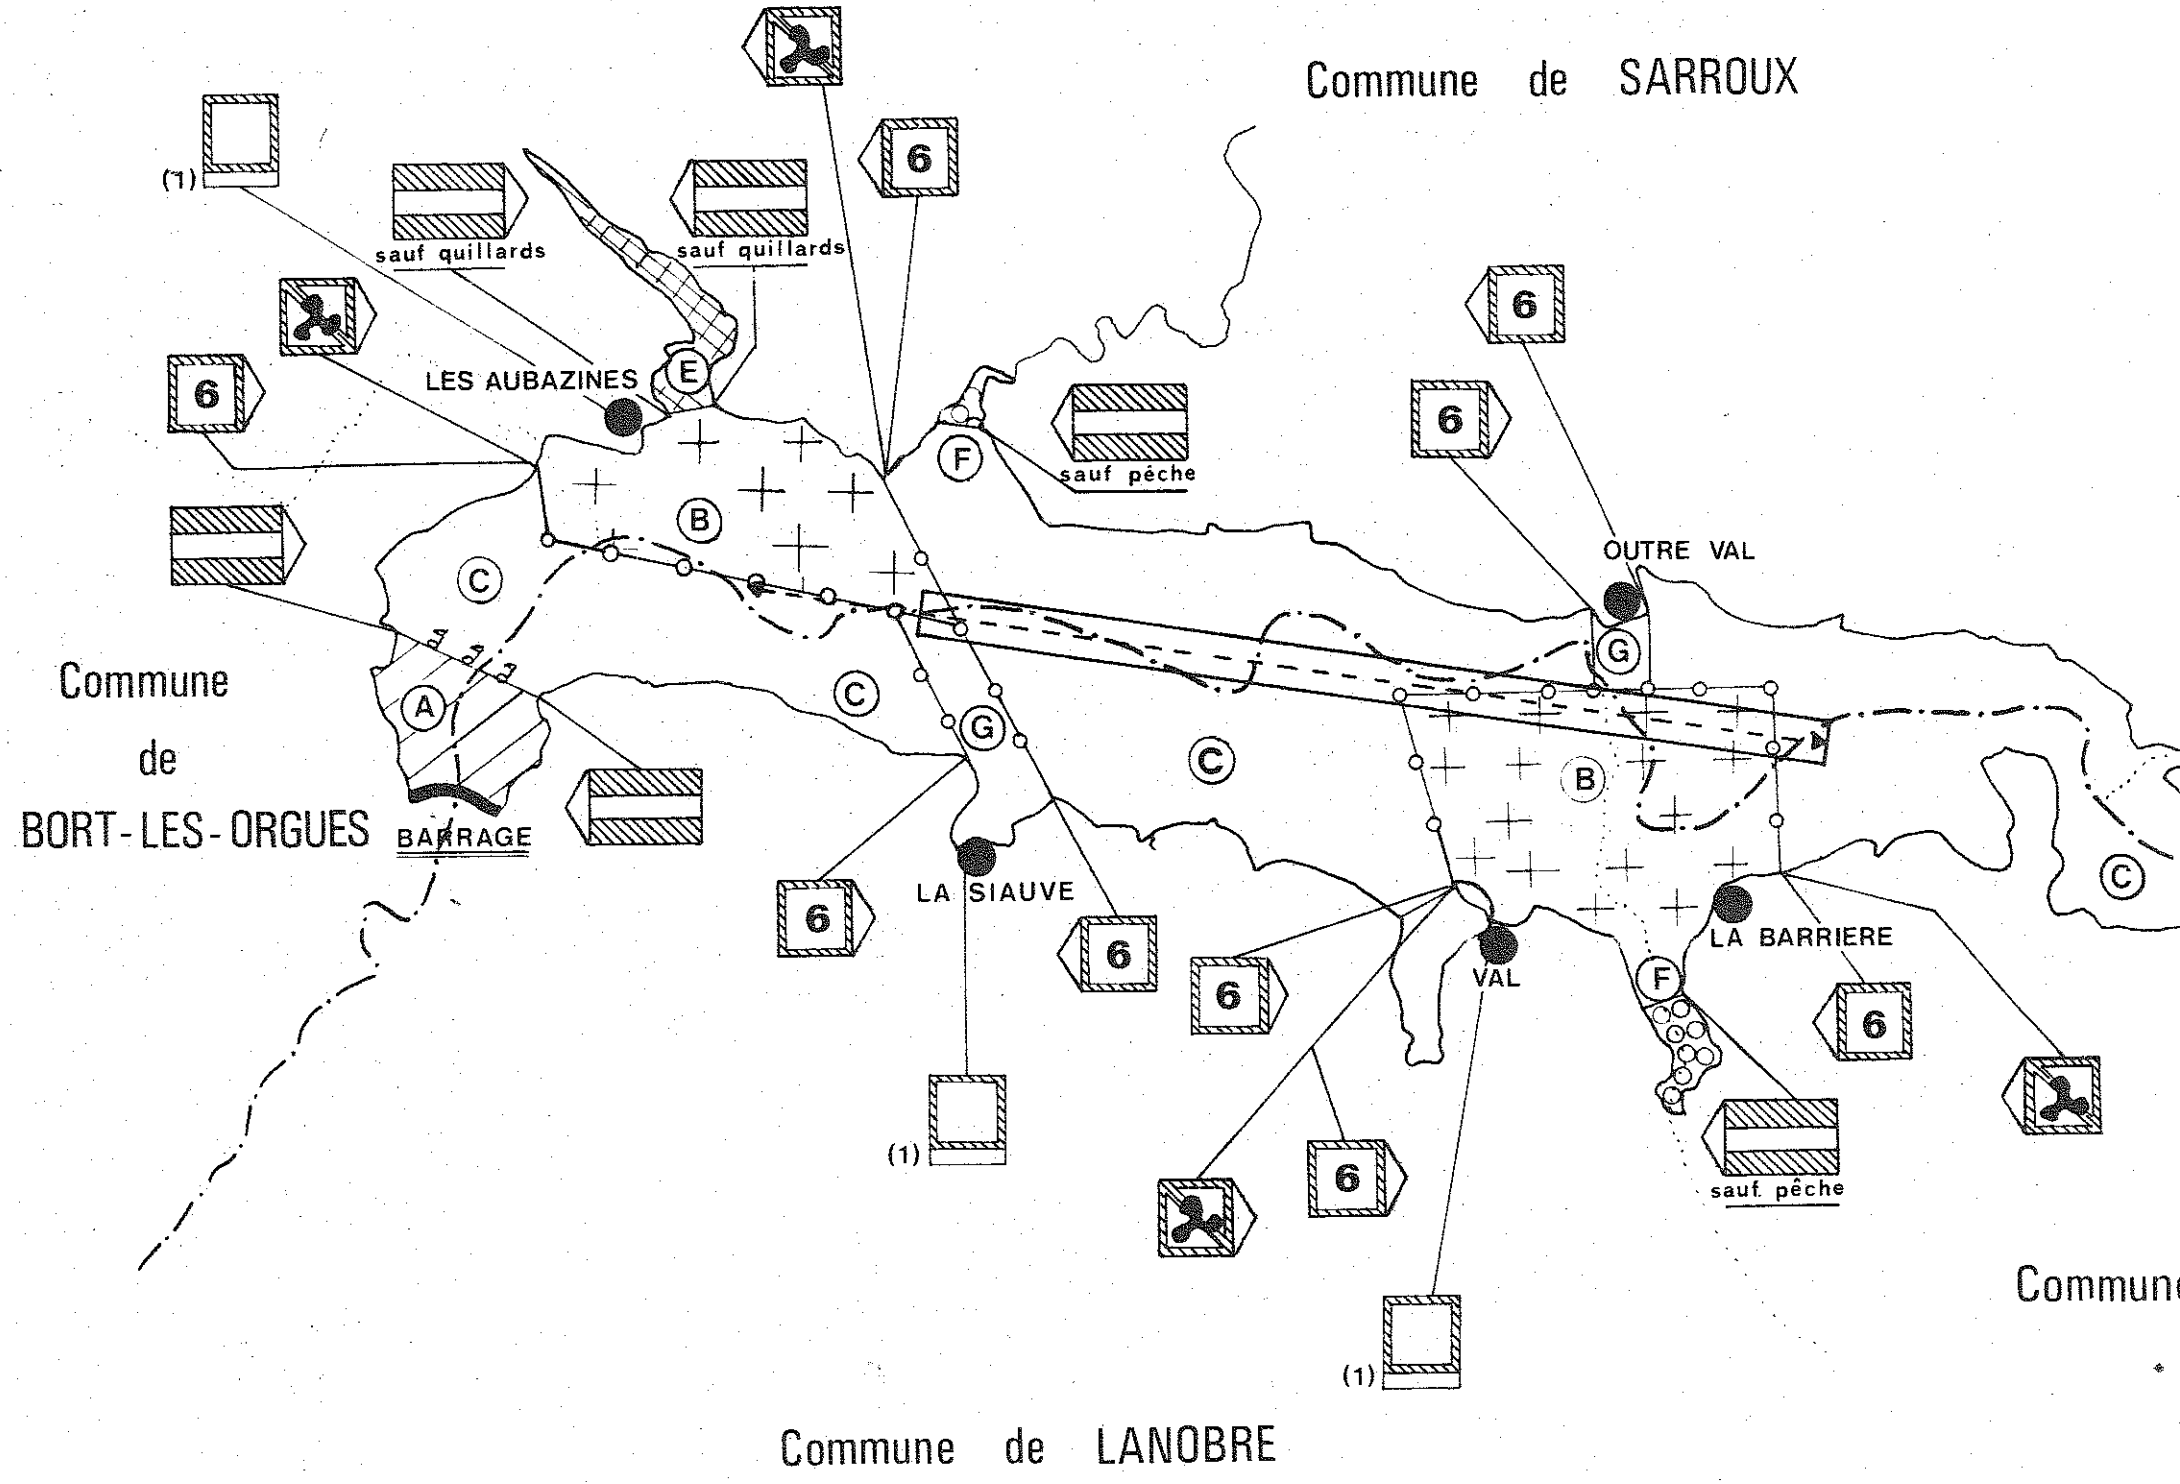 Commune de SARROUX
6
(1)
sauf quillards
sauf quillards
6
6
LES AUBAZINES
E
6
sauf pêche
F
B
OUTRE VAL
C
G
Commune
de
BORT-LES-ORGUES
A
C
G
C
B
BARRAGE
6
LA SIAUVE
C
6
6
VAL
LA BARRIERE
F
6
(1)
6
sauf pêche
(1)
Commune
Commune de LANOBRE